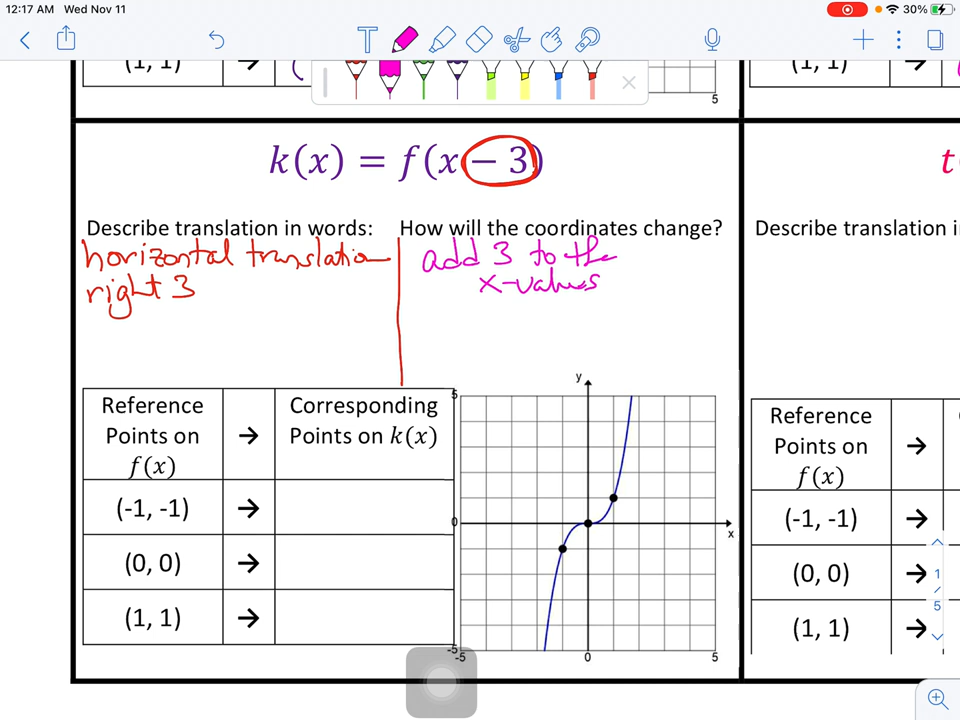 12:17 AM Wed Nov 11
30%
(1, 1) →
5
(1, 1) →
k(x) = f(x − 3)
t
Describe translation in words: How will the coordinates change? Describe translation i
horizontal translation
right 3
add 3 to the
x-values
Reference
Points on
f(x)
→
Corresponding
Points on k(x)
(-1, -1) →
(0, 0) →
(1, 1) →
y
5
0
x
-5
-5
0
5
Reference
Points on
f(x)
→
(-1, -1) →
(0, 0) →
(1, 1) →
1
/
5